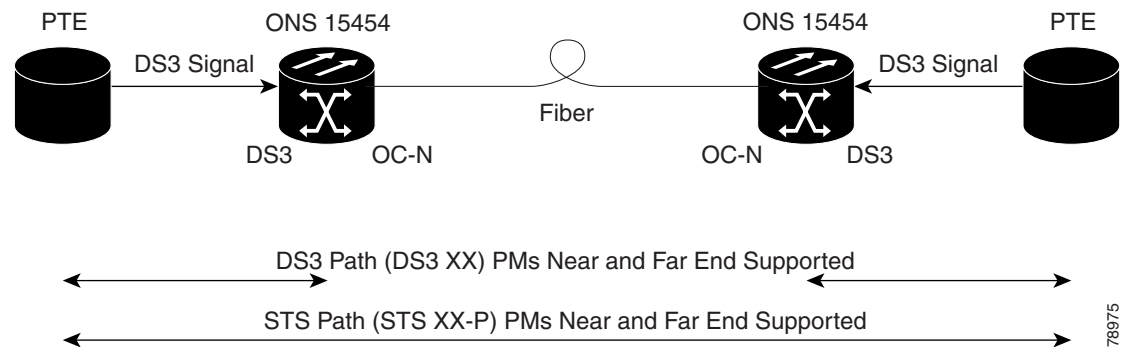 PTE
ONS 15454
ONS 15454
PTE
DS3 Signal
DS3 Signal
Fiber
DS3
OC-N
OC-N
DS3
DS3 Path (DS3 XX) PMs Near and Far End Supported
STS Path (STS XX-P) PMs Near and Far End Supported
78975